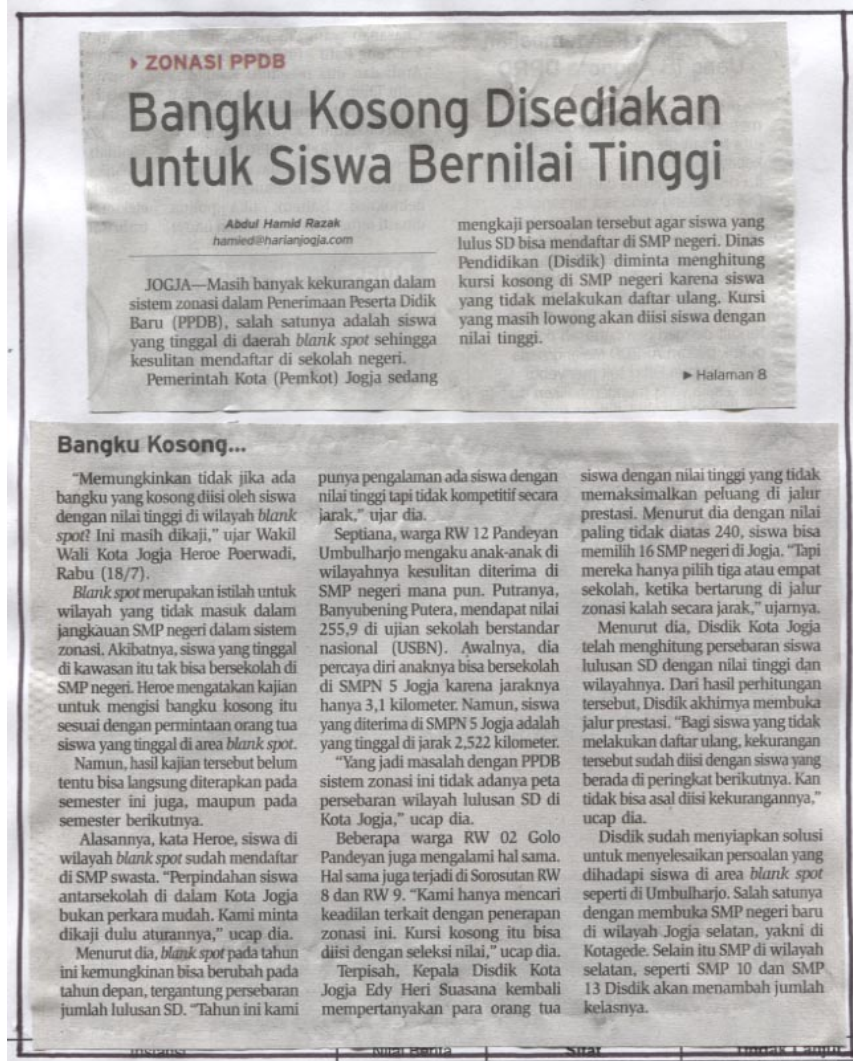 ZONASI PPDB
Bangku Kosong Disediakan
untuk Siswa Bernilai Tinggi
Abdul Hamid Razak
hamied@harianjogja.com
JOGJA—Masih banyak kekurangan dalam
sistem zonasi dalam Penerimaan Peserta Didik
Baru (PPDB), salah satunya adalah siswa
yang tinggal di daerah blank spot sehingga
kesulitan mendaftar di sekolah negeri.
Pemerintah Kota (Pemkot) Jogja sedang
mengkaji persoalan tersebut agar siswa yang
lulus SD bisa mendaftar di SMP negeri. Dinas
Pendidikan (Disdik) diminta menghitung
kursi kosong di SMP negeri karena siswa
yang tidak melakukan daftar ulang. Kursi
yang masih lowong akan diisi siswa dengan
nilai tinggi.
Halaman 8
Bangku Kosong...
"Memungkinkan tidak jika ada
bangku yang kosong diisi oleh siswa
dengan nilai tinggi di wilayah blank
spot? Ini masih dikaji," ujar Wakil
Wali Kota Jogja Heroe Poerwadi,
Rabu (18/7).
Blank spot merupakan istilah untuk
wilayah yang tidak masuk dalam
jangkauan SMP negeri dalam sistem
zonasi. Akibatnya, siswa yang tinggal
di kawasan itu tak bisa bersekolah di
SMP negeri. Heroe mengatakan kajian
untuk mengisi bangku kosong itu
sesuai dengan permintaan orang tua
siswa yang tinggal di area blank spot.
Namun, hasil kajian tersebut belum
tentu bisa langsung diterapkan pada
semester ini juga, maupun pada
semester berikutnya.
Alasannya, kata Heroe, siswa di
wilayah blank spot sudah mendaftar
di SMP swasta. "Perpindahan siswa
antarsekolah di dalam Kota Jogja
bukan perkara mudah. Kami minta
dikaji dulu aturannya," ucap dia.
Menurut dia, blank spot pada tahun
ini kemungkinan bisa berubah pada
tahun depan, tergantung persebaran
jumlah lulusan SD. "Tahun ini kami
punya pengalaman ada siswa dengan
nilai tinggi tapi tidak kompetitif secara
jarak," ujar dia.
Septiana, warga RW 12 Pandeyan
Umbulharjo mengaku anak-anak di
wilayahnya kesulitan diterima di
SMP negeri mana pun. Putranya,
Banyubening Putera, mendapat nilai
255,9 di ujian sekolah berstandar
nasional (USBN). Awalnya, dia
percaya diri anaknya bisa bersekolah
di SMPN 5 Jogja karena jaraknya
hanya 3,1 kilometer. Namun, siswa
yang diterima di SMPN 5 Jogja adalah
yang tinggal di jarak 2,522 kilometer.
"Yang jadi masalah dengan PPDB
sistem zonasi ini tidak adanya peta
persebaran wilayah lulusan SD di
Kota Jogja," ucap dia.
Beberapa warga RW 02 Golo
Pandeyan juga mengalami hal sama.
Hal sama juga terjadi di Sorosutan RW
8 dan RW 9. "Kami hanya mencari
keadilan terkait dengan penerapan
zonasi ini. Kursi kosong itu bisa
diisi dengan seleksi nilai," ucap dia.
Terpisah, Kepala Disdik Kota
Jogja Edy Heri Suasana kembali
mempertanyakan para orang tua
siswa dengan nilai tinggi yang tidak
memaksimalkan peluang di jalur
prestasi. Menurut dia dengan nilai
paling tidak diatas 240, siswa bisa
memilih 16 SMP negeri di Jogja. "Tapi
mereka hanya pilih tiga atau empat
sekolah, ketika bertarung di jalur
zonasi kalah secara jarak," ujarnya.
Menurut dia, Disdik Kota Jogja
telah menghitung persebaran siswa
lulusan SD dengan nilai tinggi dan
wilayahnya. Dari hasil perhitungan
tersebut, Disdik akhirnya membuka
jalur prestasi. "Bagi siswa yang tidak
melakukan daftar ulang, kekurangan
tersebut sudah diisi dengan siswa yang
berada di peringkat berikutnya. Kan
tidak bisa asal diisi kekurangannya,"
ucap dia.
Disdik sudah menyiapkan solusi
untuk menyelesaikan persoalan yang
dihadapi siswa di area blank spot
seperti di Umbulharjo. Salah satunya
dengan membuka SMP negeri baru
di wilayah Jogja selatan, yakni di
Kotagede. Selain itu SMP di wilayah
selatan, seperti SMP 10 dan SMP
13 Disdik akan menambah jumlah
kelasnya.